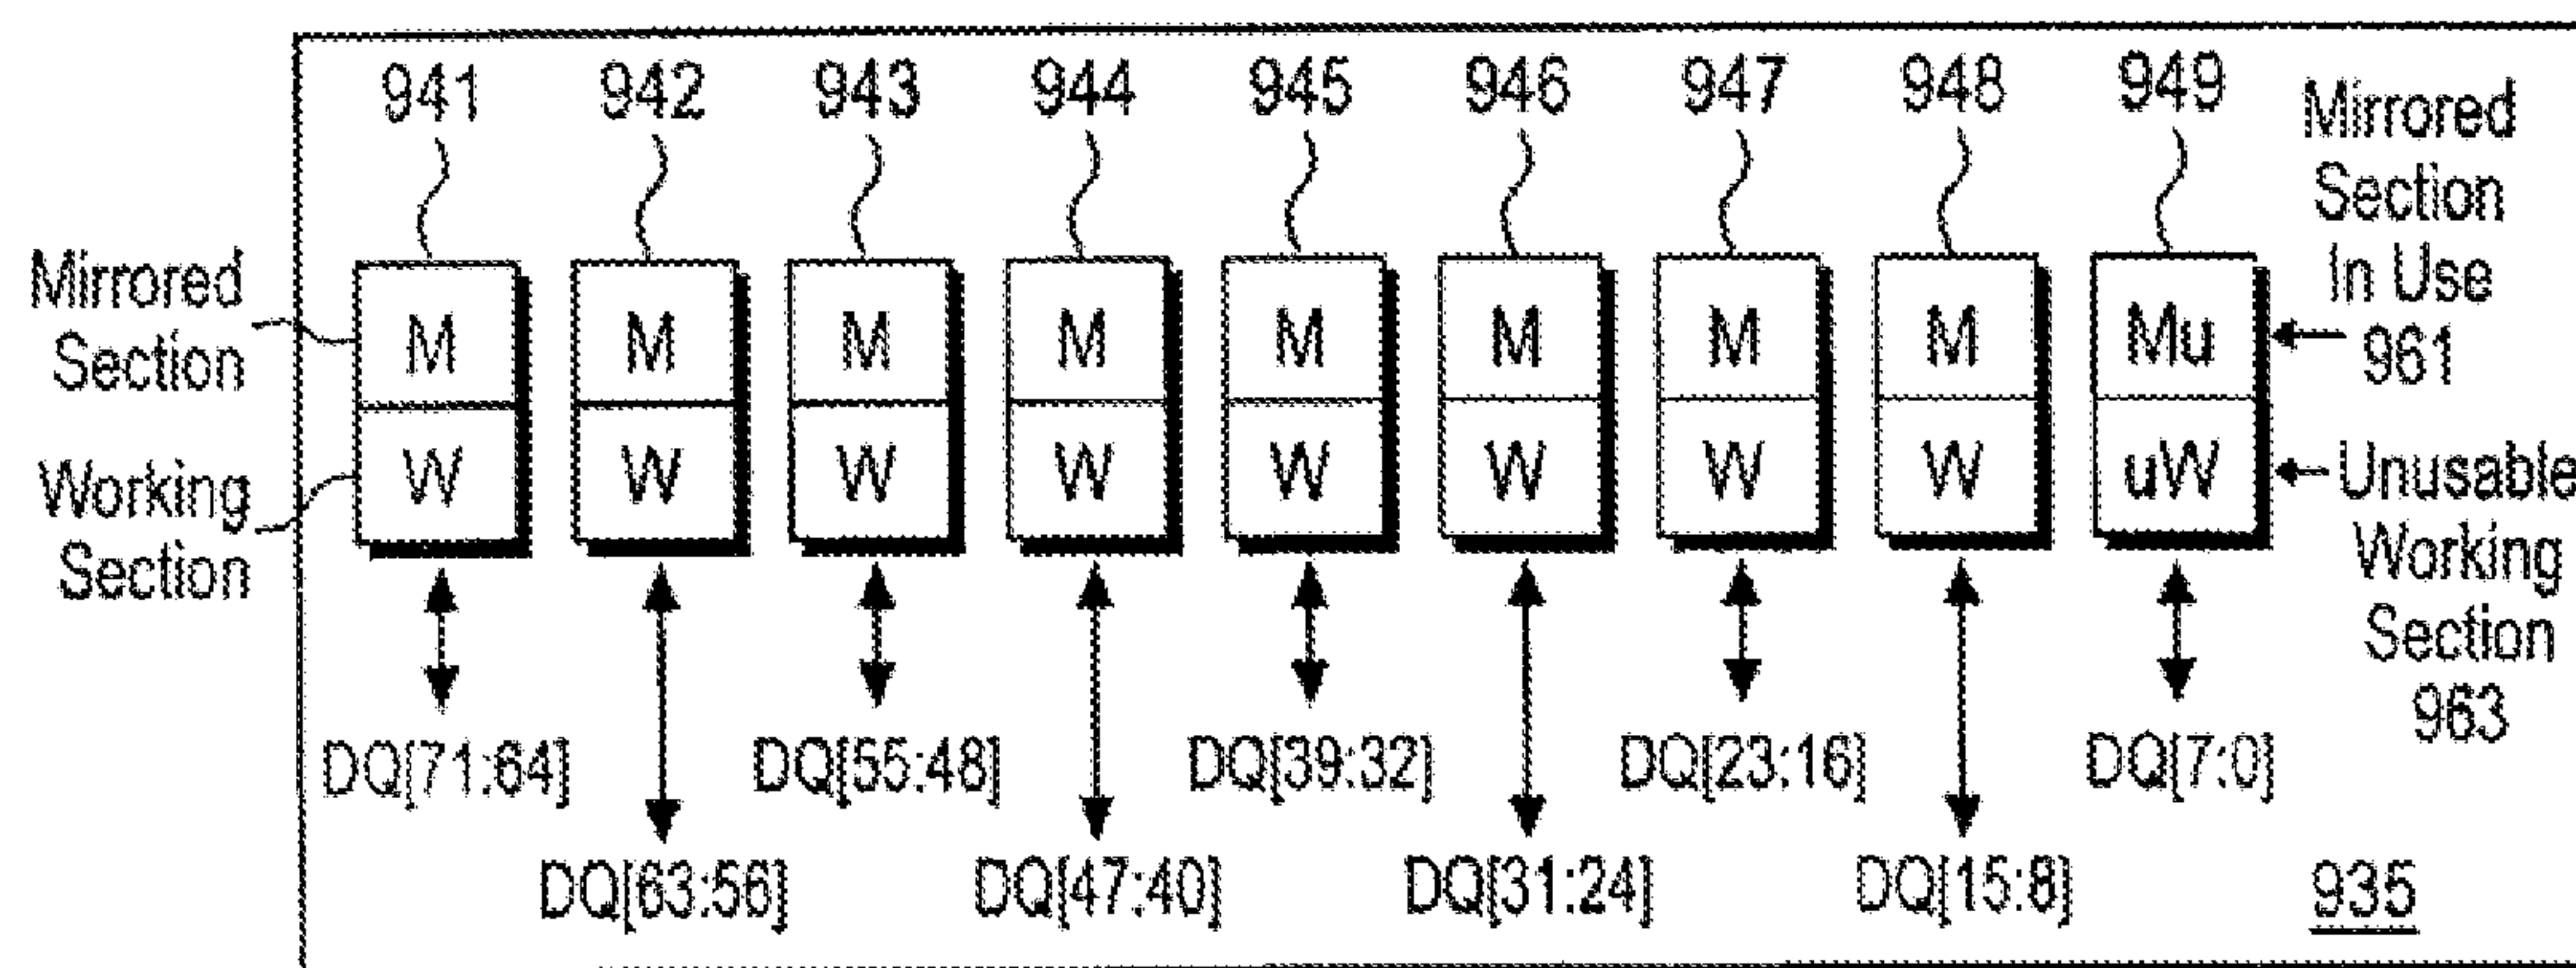 941 942 943 944 945 946 947 948 949
Mirrored
Section
In Use
961
Mirrored
Section
M M M M M M M M Mu
Working
Section
W W W W W W W W uW
Unusable
Working
Section
963
DQ[71:64] DQ[55:48] DQ[39:32] DQ[23:16] DQ[7:0]
DQ[63:56] DQ[47:40] DQ[31:24] DQ[15:8]
935